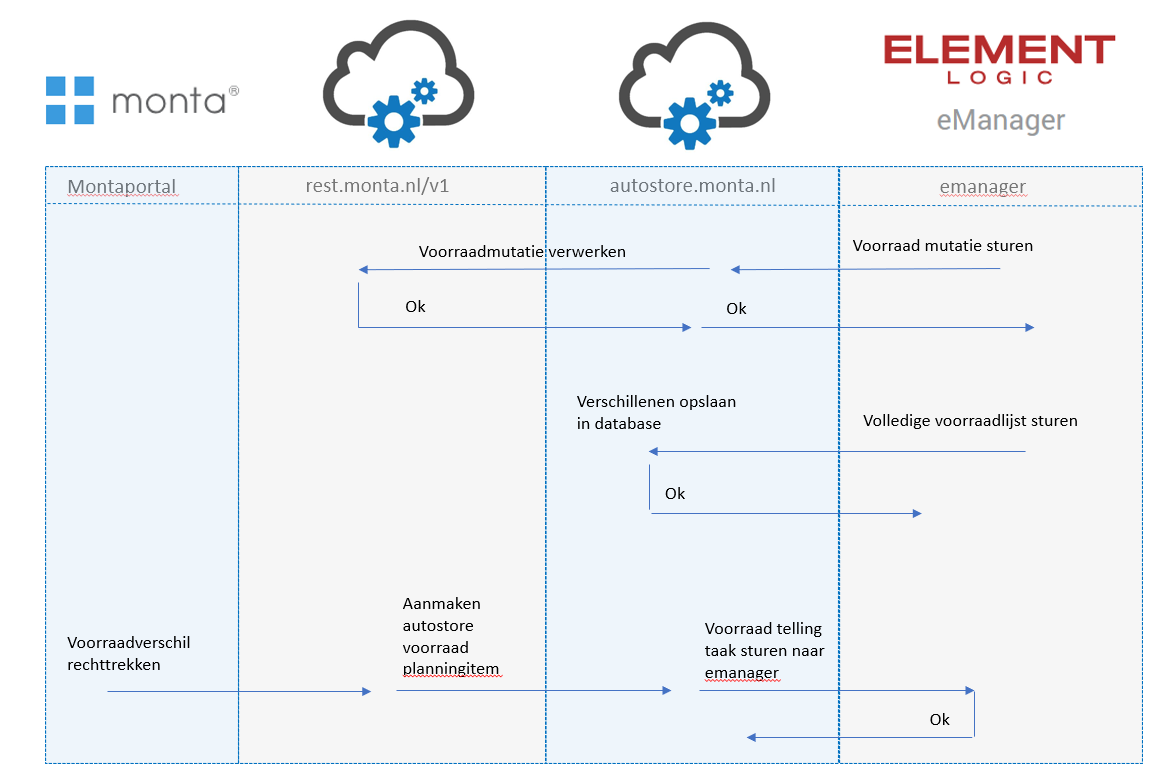 monta®
ELEMENT
LOGIC
eManager
Montaportal
rest.monta.nl/v1
autostore.monta.nl
emanager
Voorraadmutatie verwerken
Voorraad mutatie sturen
Ok
Ok
Verschillenen opslaan
in database
Volledige voorraadlijst sturen
Ok
Voorraadverschil
rechttrekken
Aanmaken
autostore
voorraad
planningitem
Voorraad telling
taak sturen naar
emanager
Ok